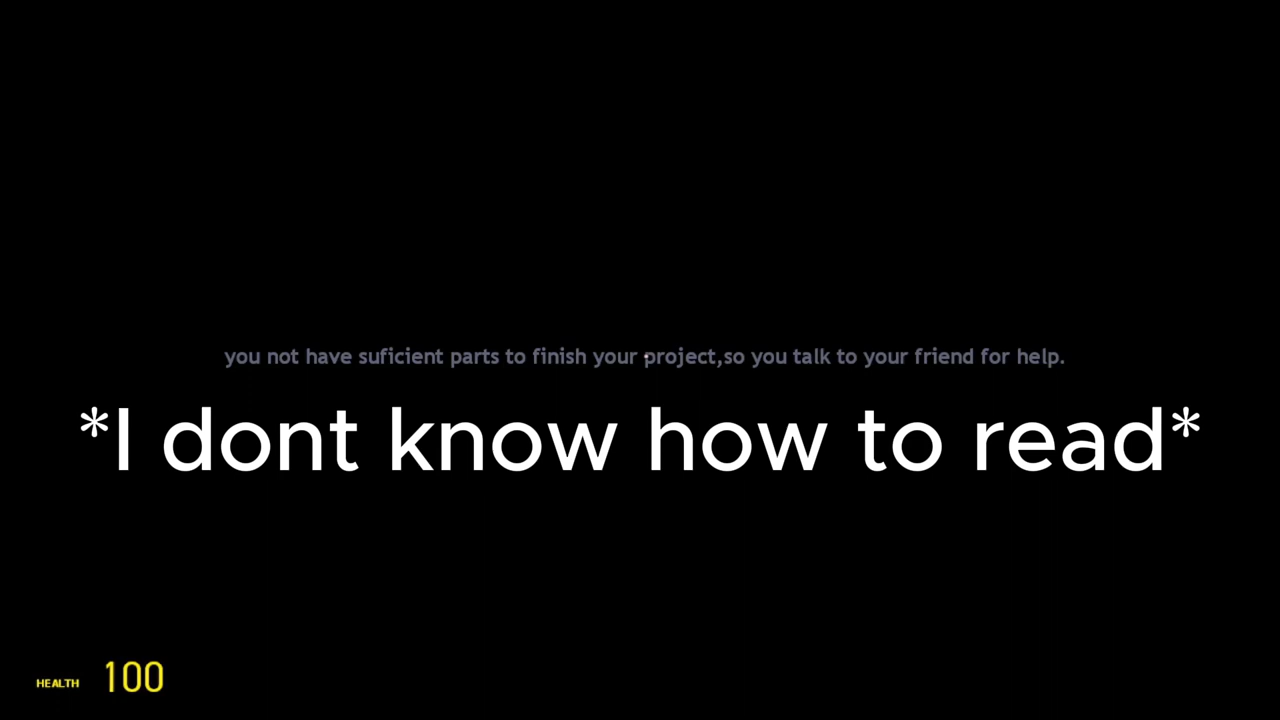 you not have suficient parts to finish your project,so you talk to your friend for help.
*I dont know how to read*
HEALTH 100